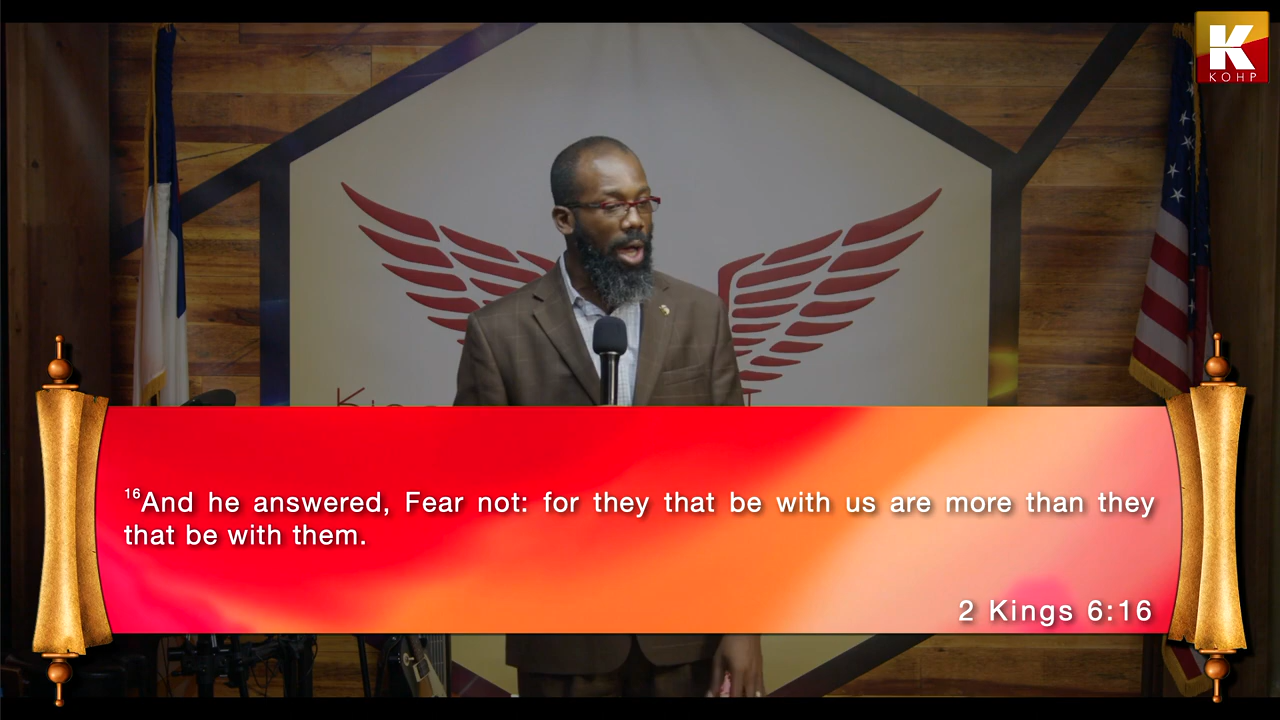 K
KOHP
16And he answered, Fear not: for they that be with us are more than they
that be with them.
2 Kings 6:16